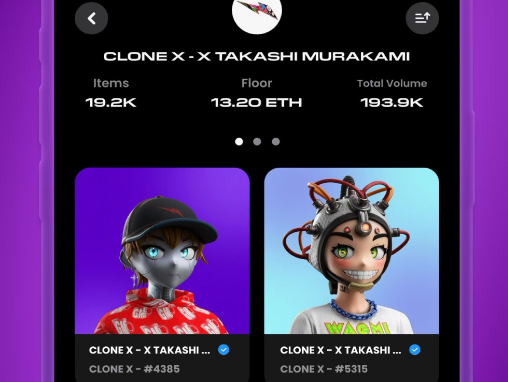 CLONE X - X TAKASHI MURAKAMI
Items Floor Total Volume
19.2K 13.20 ETH 193.9K
WAGMI
CLONE X - X TAKASHI ... CLONE X - X TAKASHI ...
CLONE X - #4385 CLONE X - #5315